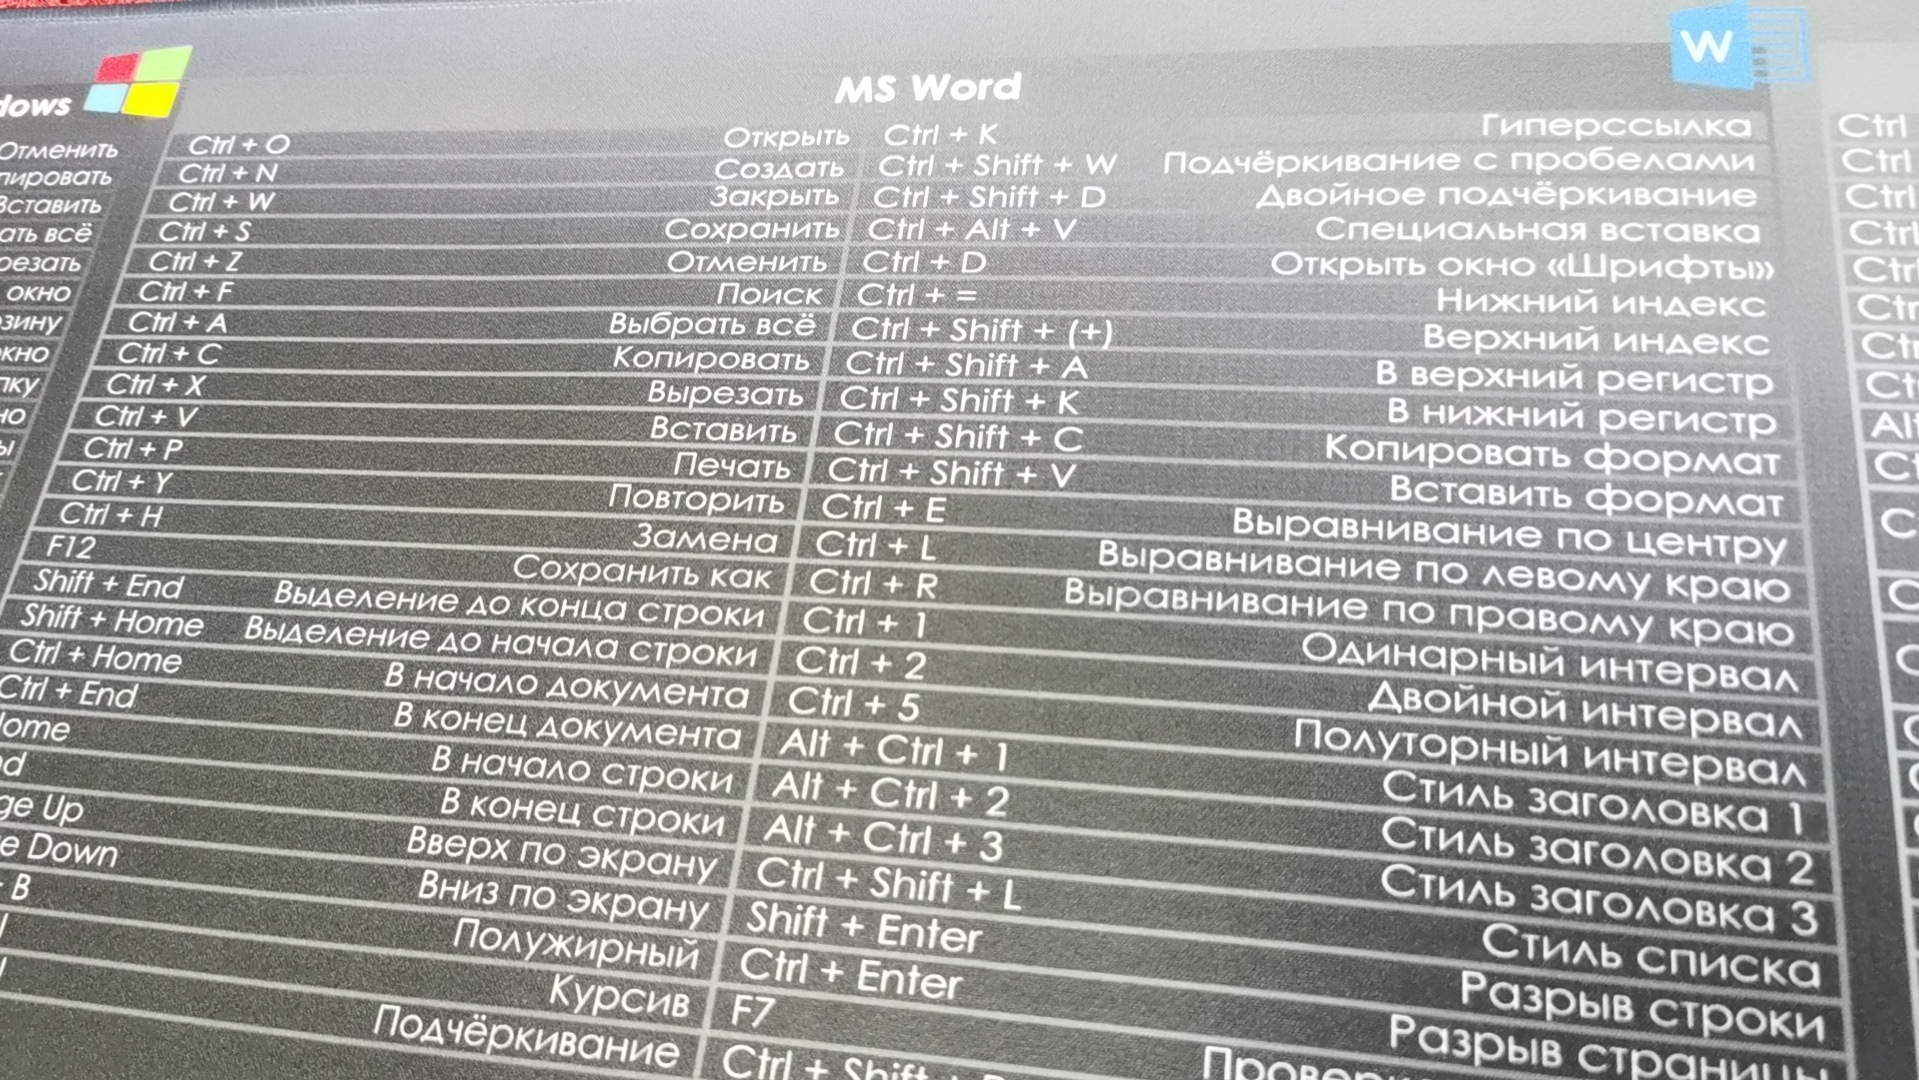 MS Word
W
Отменить
Вставить
окно
Ctrl + O Открыть
Ctrl + N Создать
Ctrl + W Закрыть
Ctrl + S Сохранить
Ctrl + Z Отменить
Ctrl + F Поиск
Ctrl + A Выбрать всё
Ctrl + C Копировать
Ctrl + X Вырезать
Ctrl + V Вставить
Ctrl + P Печать
Ctrl + Y Повторить
Ctrl + H Замена
F12 Сохранить как
Shift + End Выделение до конца строки
Shift + Home Выделение до начала строки
Ctrl + Home В начало документа
Ctrl + End В конец документа
В начало строки
В конец строки
Up Вверх по экрану
Down Вниз по экрану
B Полужирный
Курсив
Подчёркивание
Ctrl + K Гиперссылка
Ctrl + Shift + W Подчёркивание с пробелами
Ctrl + Shift + D Двойное подчёркивание
Ctrl + Alt + V Специальная вставка
Ctrl + D Открыть окно «Шрифты»
Ctrl + = Нижний индекс
Ctrl + Shift + (+) Верхний индекс
Ctrl + Shift + A В верхний регистр
Ctrl + Shift + K В нижний регистр
Ctrl + Shift + C Копировать формат
Ctrl + Shift + V Вставить формат
Ctrl + E Выравнивание по центру
Ctrl + L Выравнивание по левому краю
Ctrl + R Выравнивание по правому краю
Ctrl + 1 Одинарный интервал
Ctrl + 2 Двойной интервал
Ctrl + 5 Полуторный интервал
Alt + Ctrl + 1 Стиль заголовка 1
Alt + Ctrl + 2 Стиль заголовка 2
Alt + Ctrl + 3 Стиль заголовка 3
Ctrl + Shift + L Стиль списка
Shift + Enter Разрыв строки
Ctrl + Enter Разрыв страницы
F7
Ctrl + Shift +
Ctrl
Ctrl
Ctrl